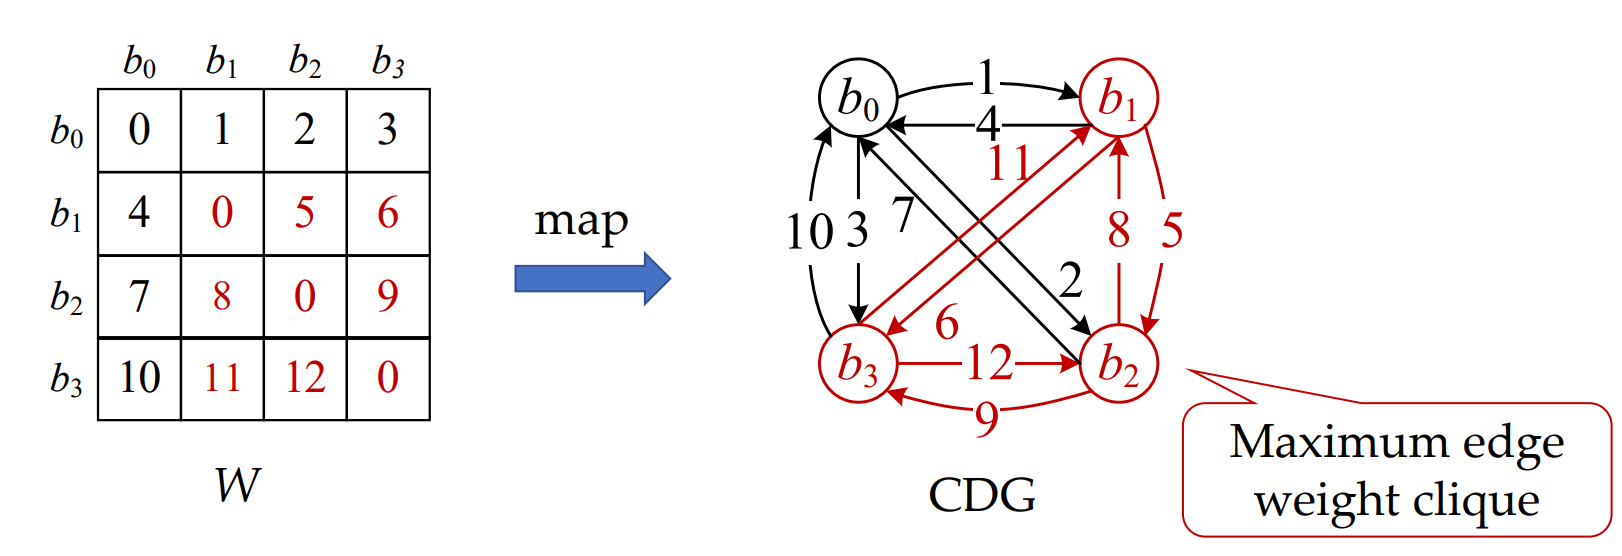 b0 b1 b2 b3
b0 0 1 2 3
b1 4 0 5 6
b2 7 8 0 9
b3 10 11 12 0
W
map
b0 1 b1
4
11
10 3 7 8 5
2
6
b3 12 b2
9
CDG
Maximum edge
weight clique